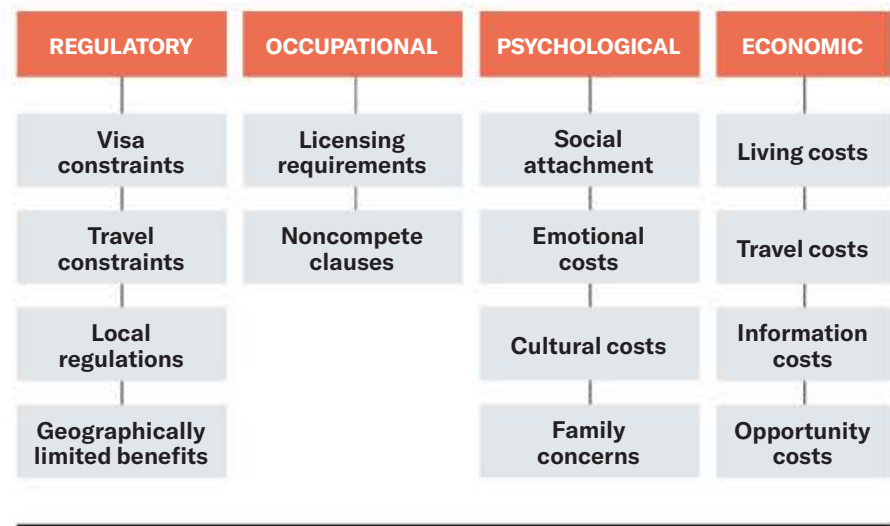 REGULATORY
Visa
constraints
Travel
constraints
Local
regulations
Geographically
limited benefits
OCCUPATIONAL
Licensing
requirements
Noncompete
clauses
PSYCHOLOGICAL
Social
attachment
Emotional
costs
Cultural costs
Family
concerns
ECONOMIC
Living costs
Travel costs
Information
costs
Opportunity
costs